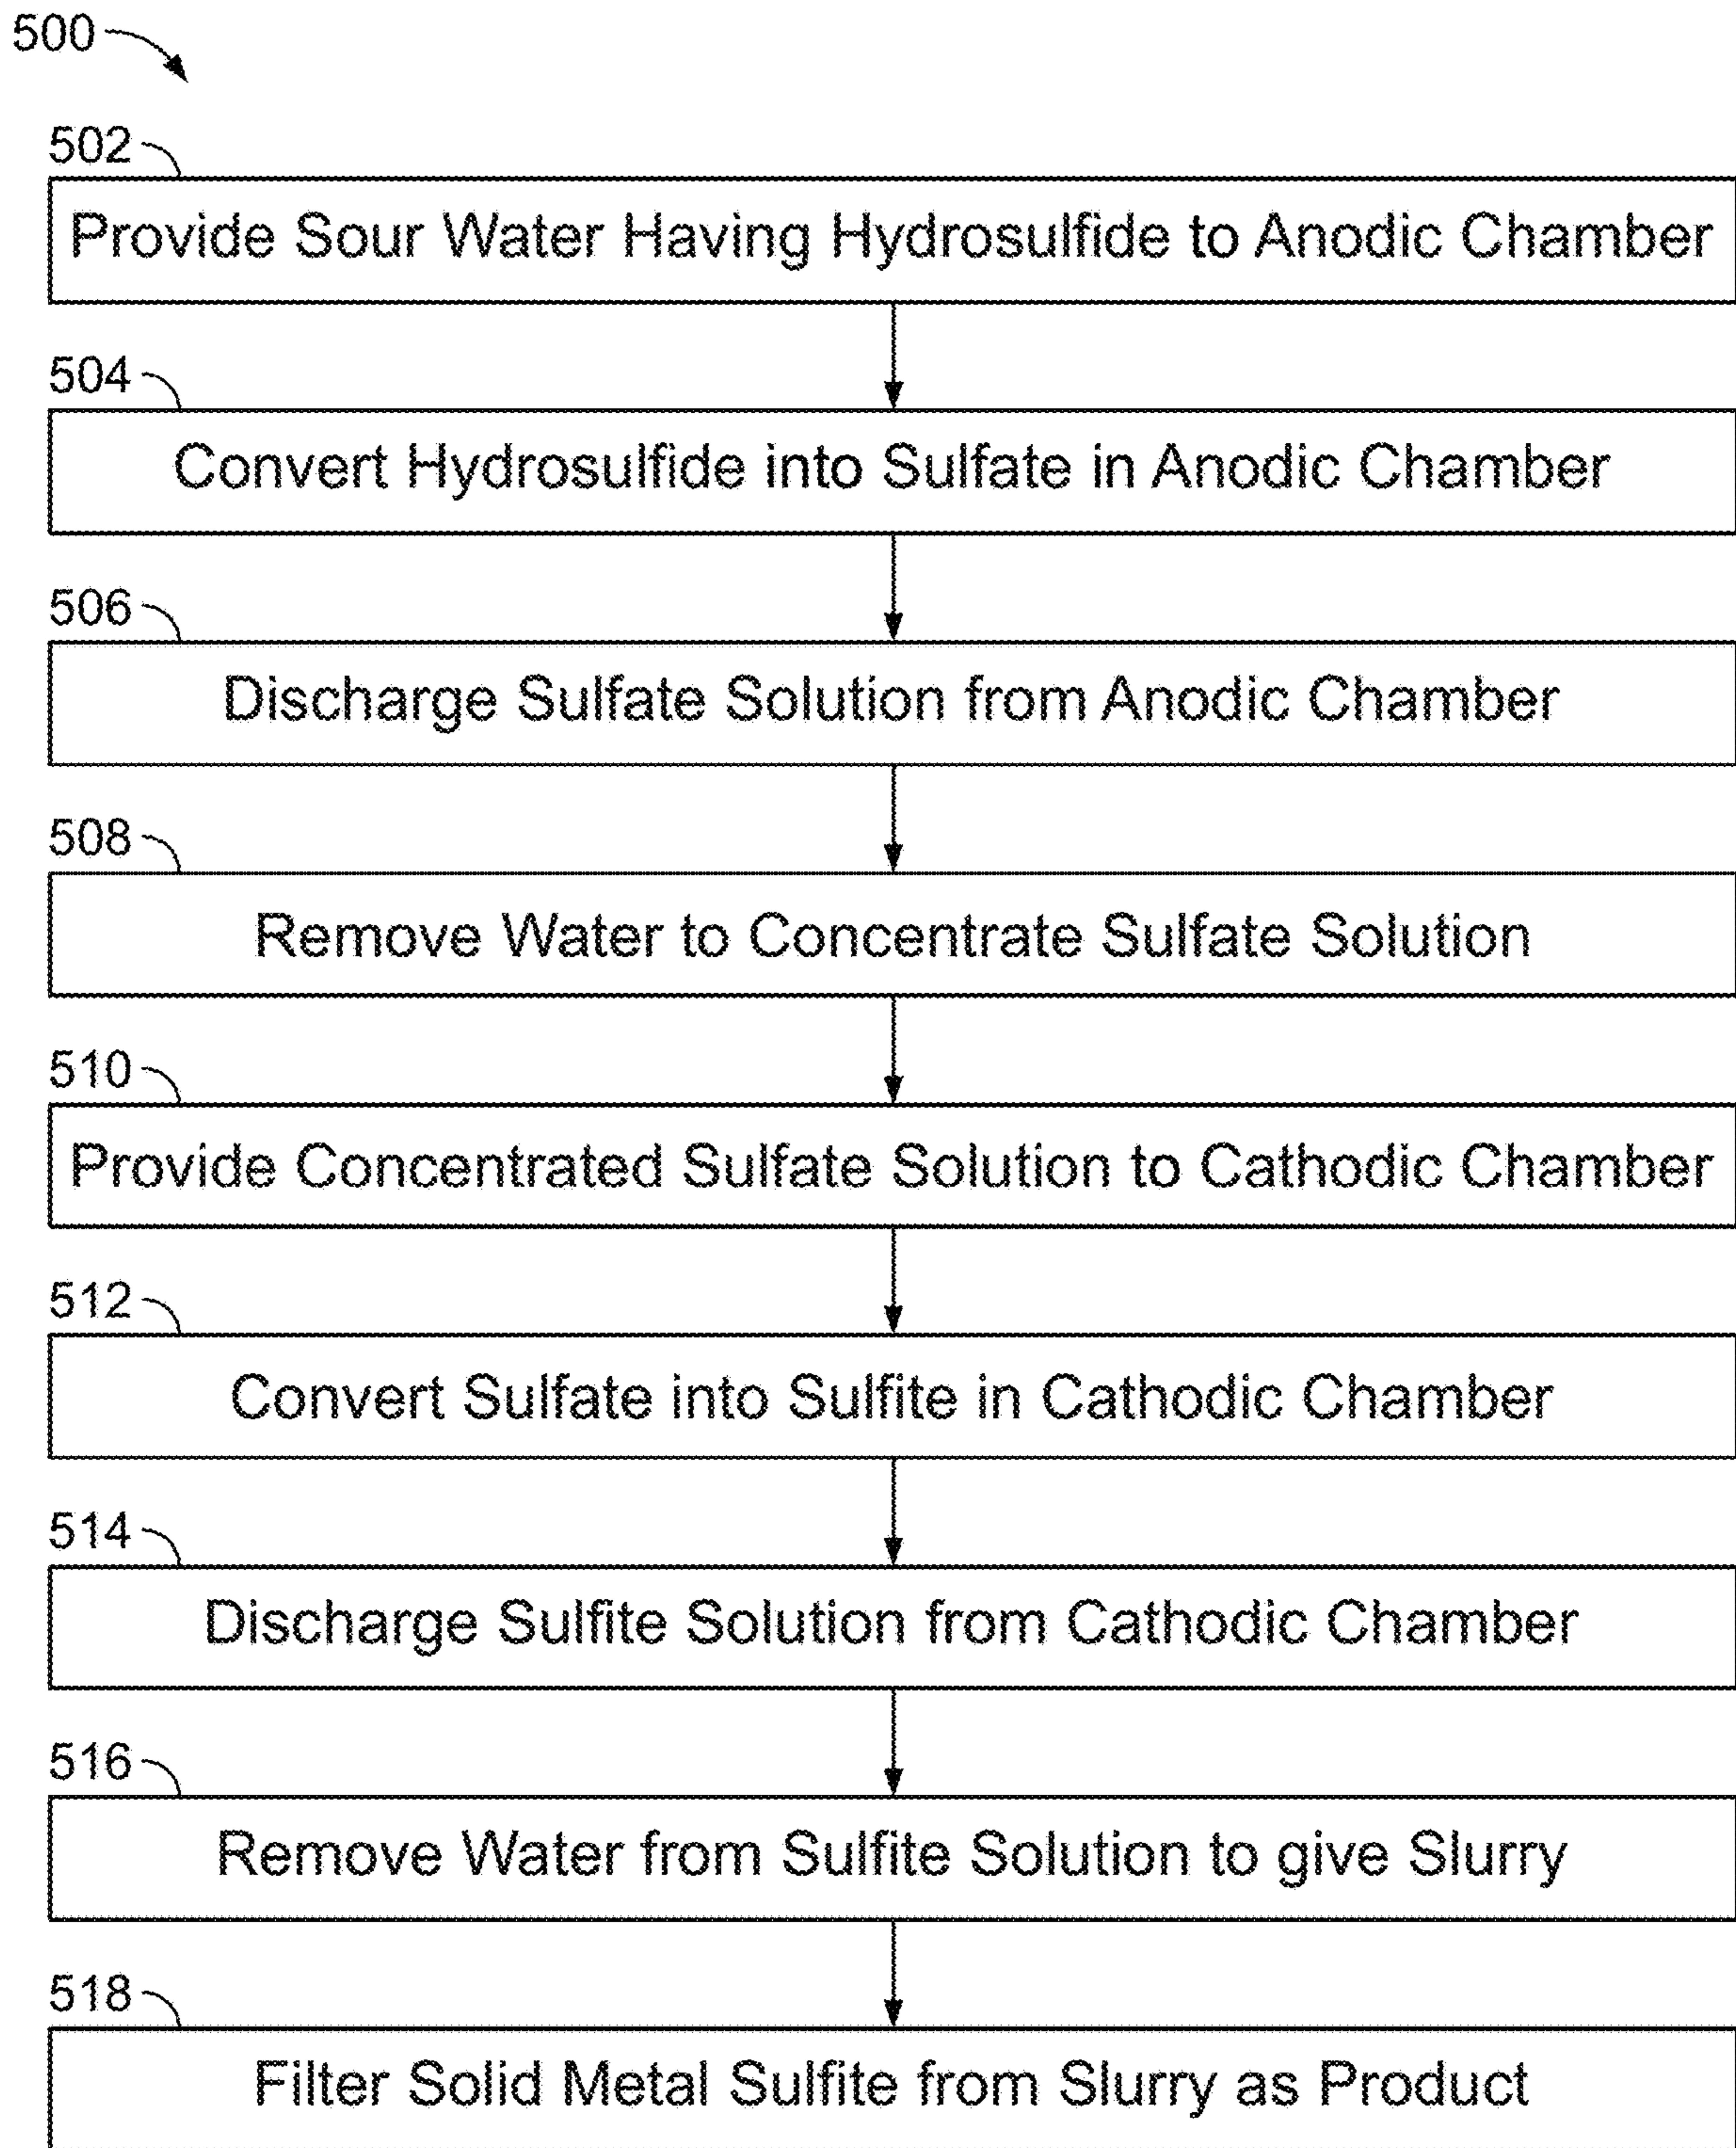 500
502
Provide Sour Water Having Hydrosulfide to Anodic Chamber
504
Convert Hydrosulfide into Sulfate in Anodic Chamber
506
Discharge Sulfate Solution from Anodic Chamber
508
Remove Water to Concentrate Sulfate Solution
510
Provide Concentrated Sulfate Solution to Cathodic Chamber
512
Convert Sulfate into Sulfite in Cathodic Chamber
514
Discharge Sulfite Solution from Cathodic Chamber
516
Remove Water from Sulfite Solution to give Slurry
518
Filter Solid Metal Sulfite from Slurry as Product